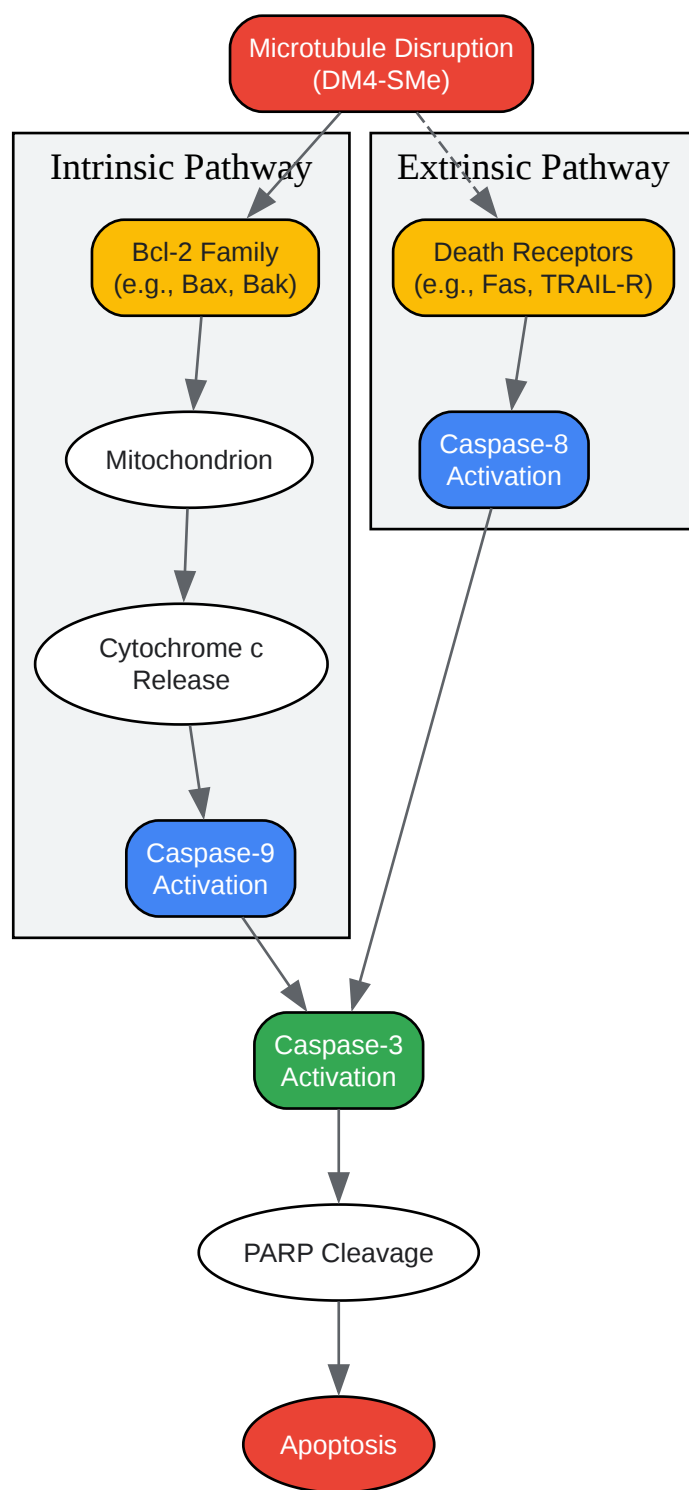 Microtubule Disruption
(DM4-SMe)
Intrinsic Pathway
Extrinsic Pathway
Bcl-2 Family
(e.g., Bax, Bak)
Death Receptors
(e.g., Fas, TRAIL-R)
Mitochondrion
Caspase-8
Activation
Cytochrome c
Release
Caspase-9
Activation
Caspase-3
Activation
PARP Cleavage
Apoptosis